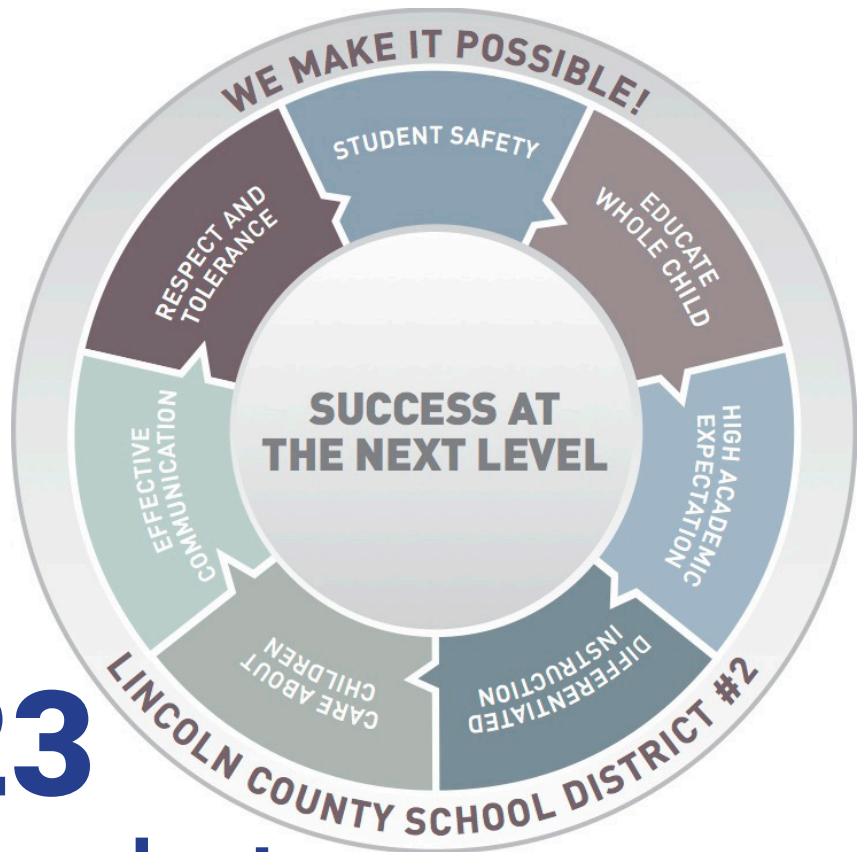 WE MAKE IT POSSIBLE!
STUDENT SAFETY
EDUCATE
WHOLE CHILD
HIGH ACADEMIC
EXPECTATION
DIFFERENTIATED
INSTRUCTION
CARE ABOUT
CHILDREN
EFFECTIVE
COMMUNICATION
RESPECT AND
TOLERANCE
SUCCESS AT
THE NEXT LEVEL
LINCOLN COUNTY SCHOOL DISTRICT #2
23